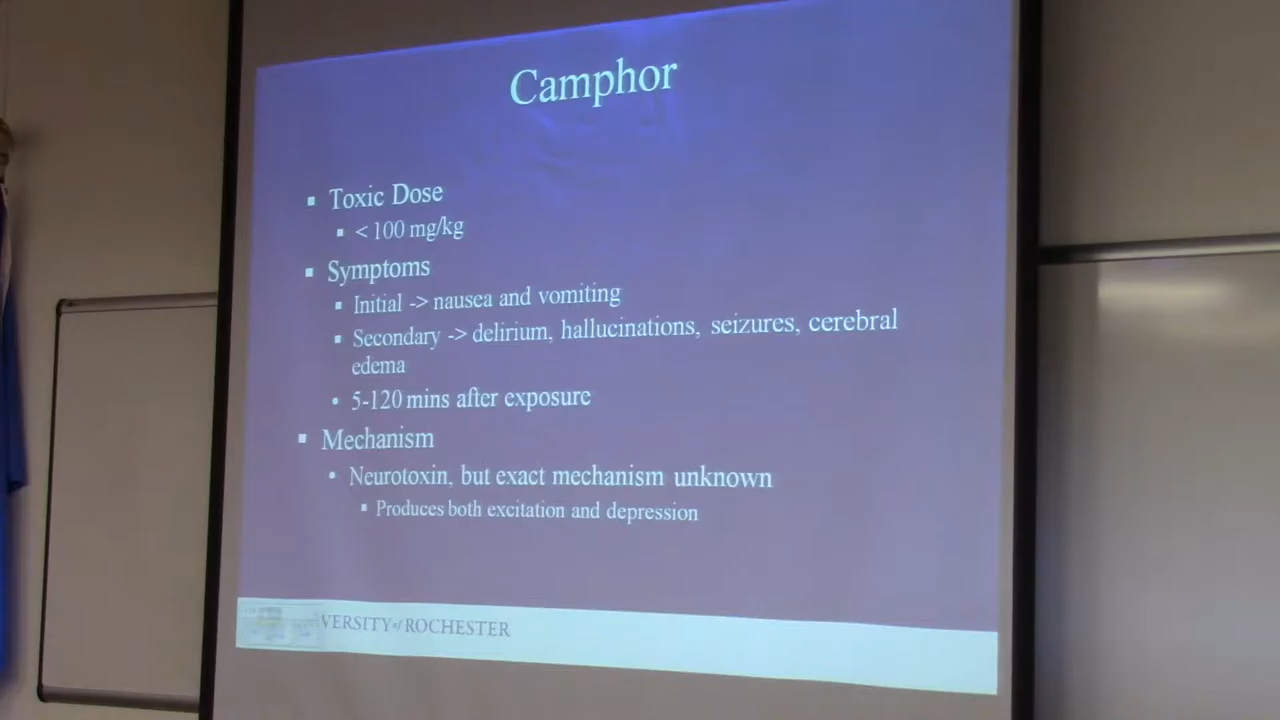 Camphor
▪ Toxic Dose
▪ < 100 mg/kg
▪ Symptoms
▪ Initial -> nausea and vomiting
▪ Secondary -> delirium, hallucinations, seizures, cerebral
edema
• 5-120 mins after exposure
▪ Mechanism
• Neurotoxin, but exact mechanism unknown
▪ Produces both excitation and depression
VERSITY of ROCHESTER